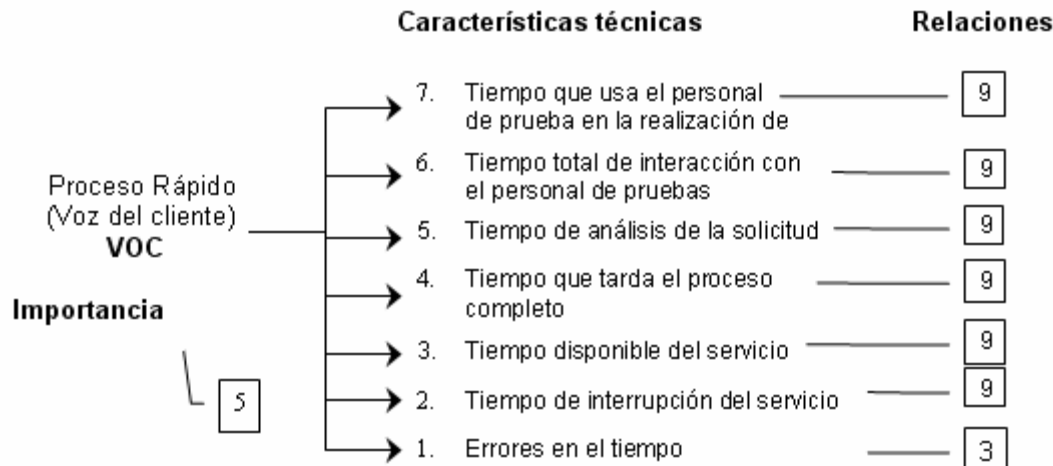 Características técnicas
Relaciones
7. Tiempo que usa el personal
de prueba en la realización de
9
6. Tiempo total de interacción con
el personal de pruebas
9
Proceso Rápido
(Voz del cliente)
VOC
5. Tiempo de análisis de la solicitud
9
4. Tiempo que tarda el proceso
completo
9
Importancia
5
3. Tiempo disponible del servicio
9
2. Tiempo de interrupción del servicio
9
1. Errores en el tiempo
3